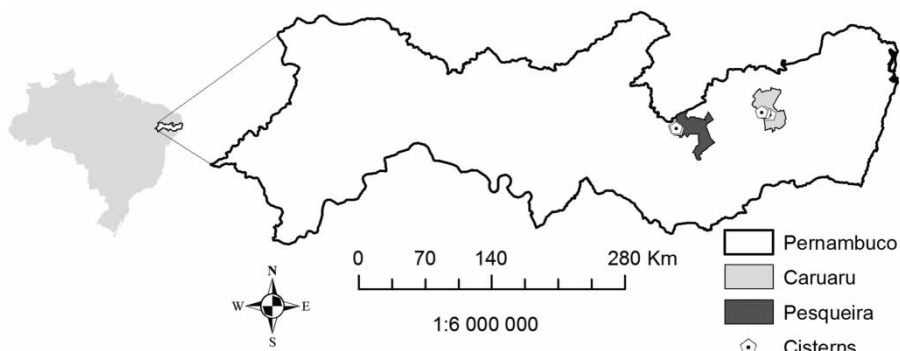 0 70 140 280 Km
1:6 000 000
N
W E
S
Pernambuco
Caruaru
Pesqueira
Cisterns